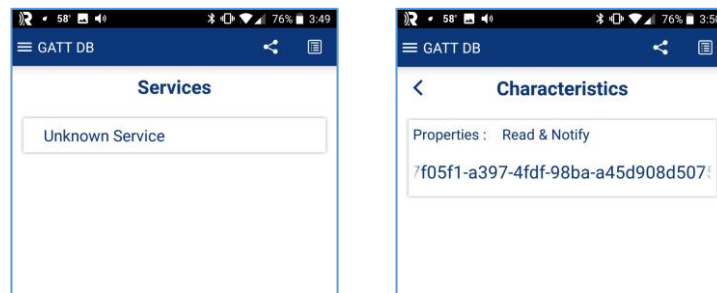 58° 76% 3:49
GATT DB
Services
Unknown Service
58° 76%
GATT DB
Characteristics
Properties : Read & Notify
7f05f1-a397-4fdf-98ba-a45d908d507